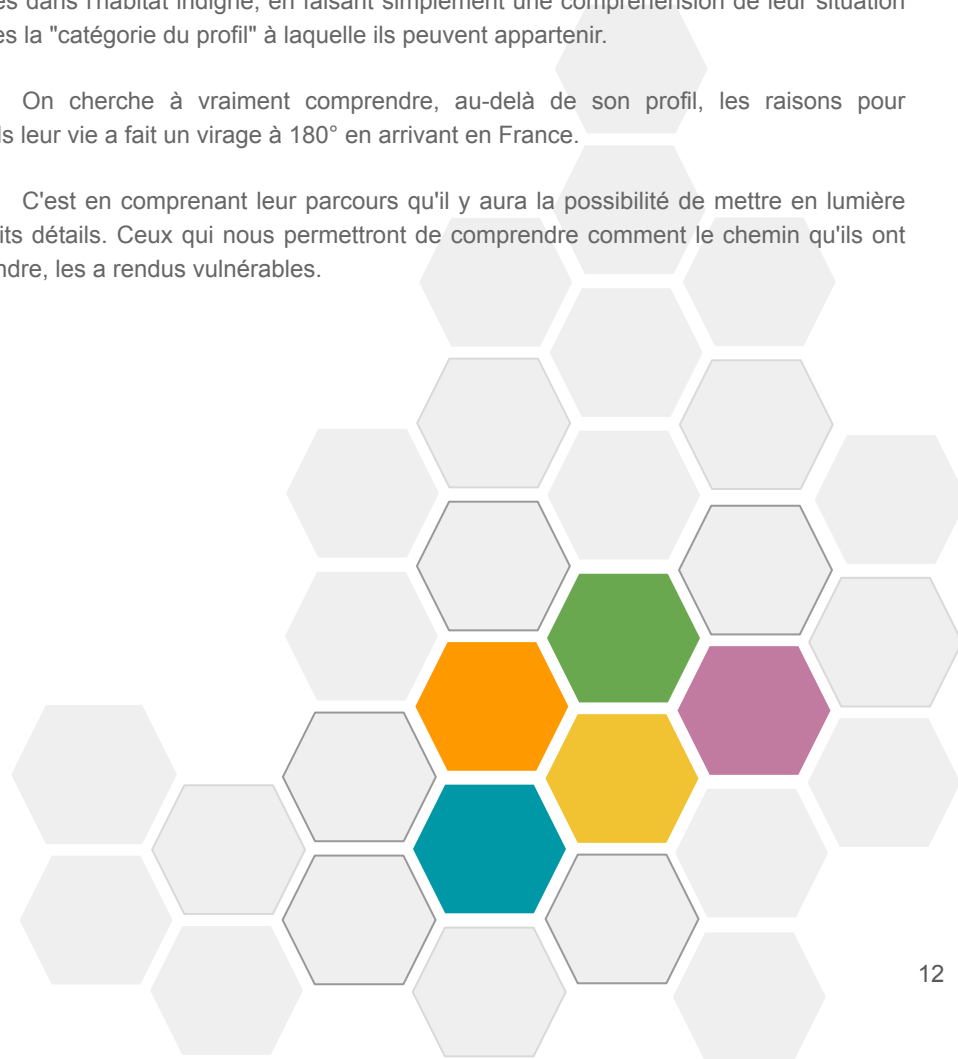 es dans l'habitat indigne, en faisant simplement une compréhension de leur situation
es la "catégorie du profil" à laquelle ils peuvent appartenir.
On cherche à vraiment comprendre, au-delà de son profil, les raisons pour
ls leur vie a fait un virage à 180° en arrivant en France.
C'est en comprenant leur parcours qu'il y aura la possibilité de mettre en lumière
its détails. Ceux qui nous permettront de comprendre comment le chemin qu'ils ont
ndre, les a rendus vulnérables.
12